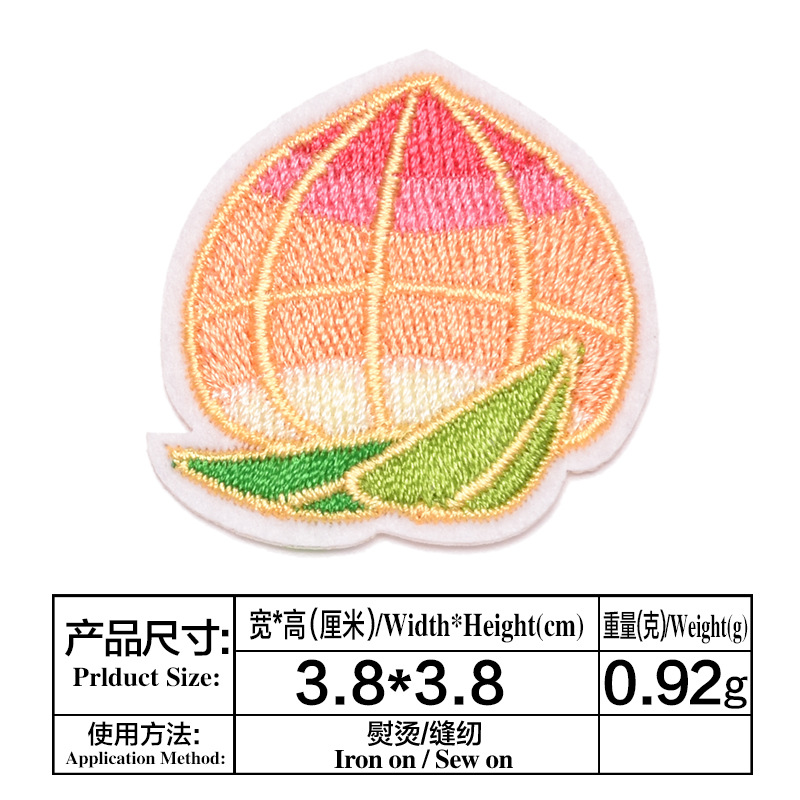 产品尺寸:
Prlduct Size:
宽*高(厘米)/Width*Height(cm)
重量(克)/Weight(g)
3.8*3.8
0.92g
使用方法:
Application Method:
熨烫/缝纫
Iron on / Sew on